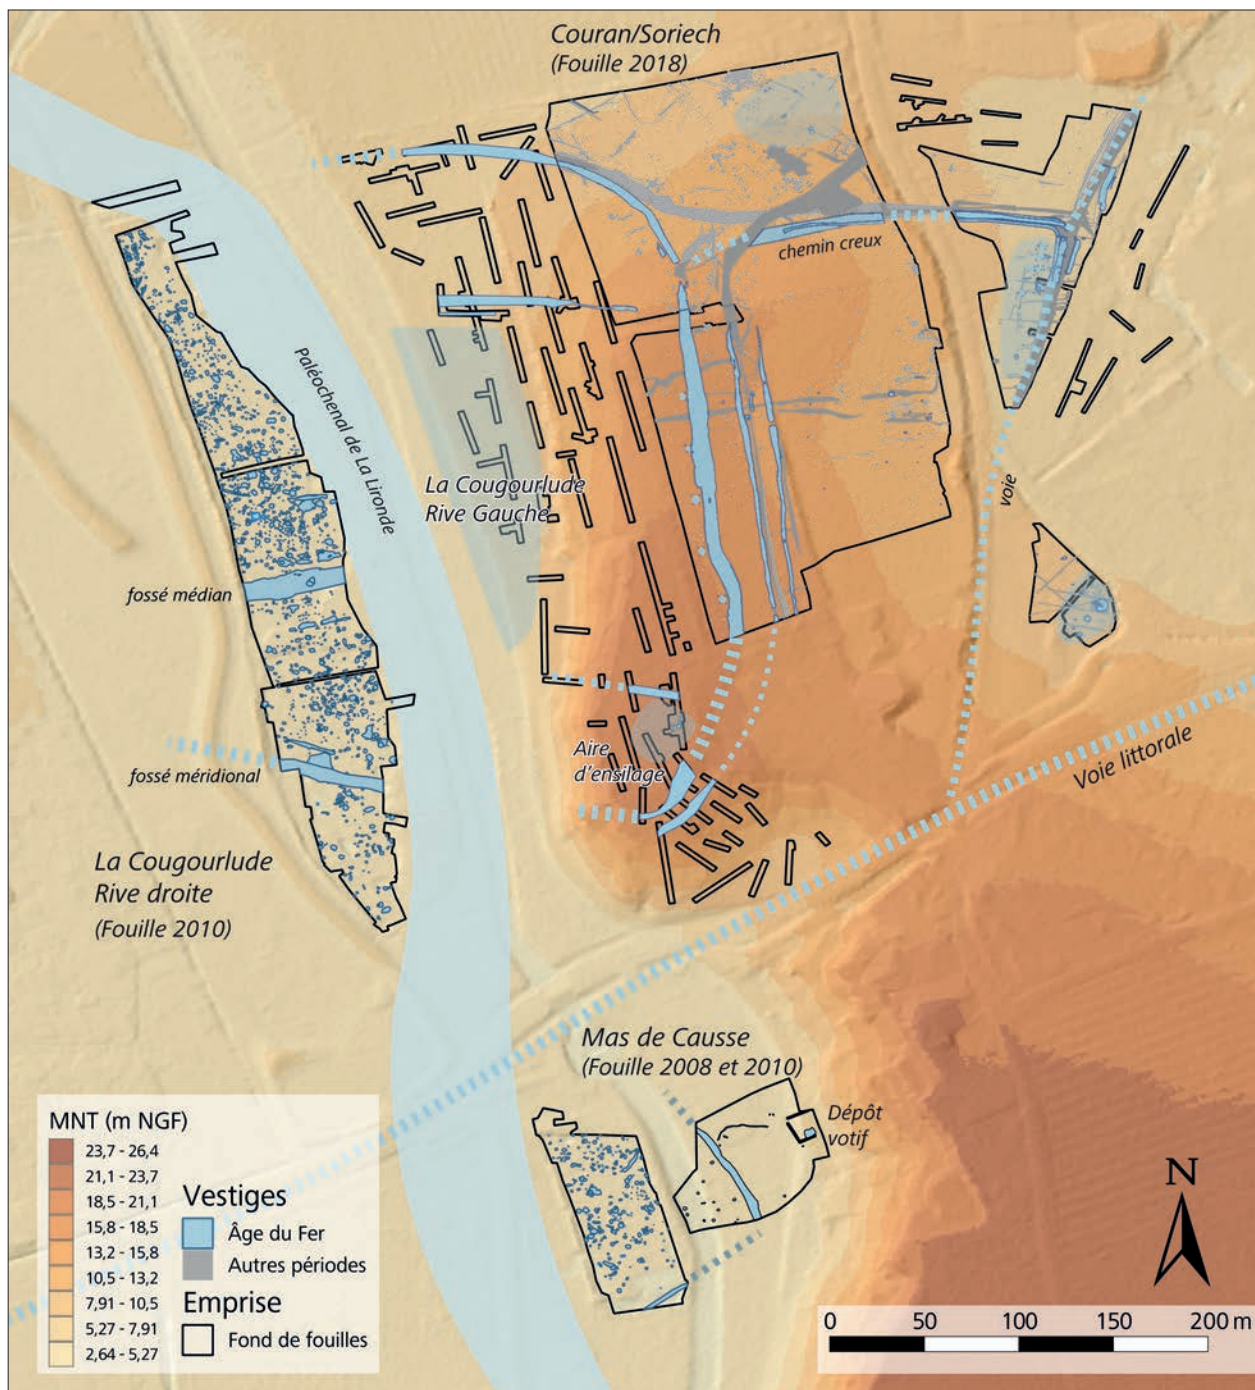 Couran/Soriech
(Fouille 2018)
chemin creux
Paléochenal de La Lironde
La Cougourlude
Rive Gauche
voie
fossé médian
fossé méridional
Aire
d'ensilage
Voie littorale
La Cougourlude
Rive droite
(Fouille 2010)
Mas de Causse
(Fouille 2008 et 2010)
Dépôt
votif
MNT (m NGF)
23,7 - 26,4
21,1 - 23,7
18,5 - 21,1
15,8 - 18,5
13,2 - 15,8
10,5 - 13,2
7,91 - 10,5
5,27 - 7,91
2,64 - 5,27
Vestiges
Âge du Fer
Autres périodes
Emprise
Fond de fouilles
N
0 50 100 150 200 m